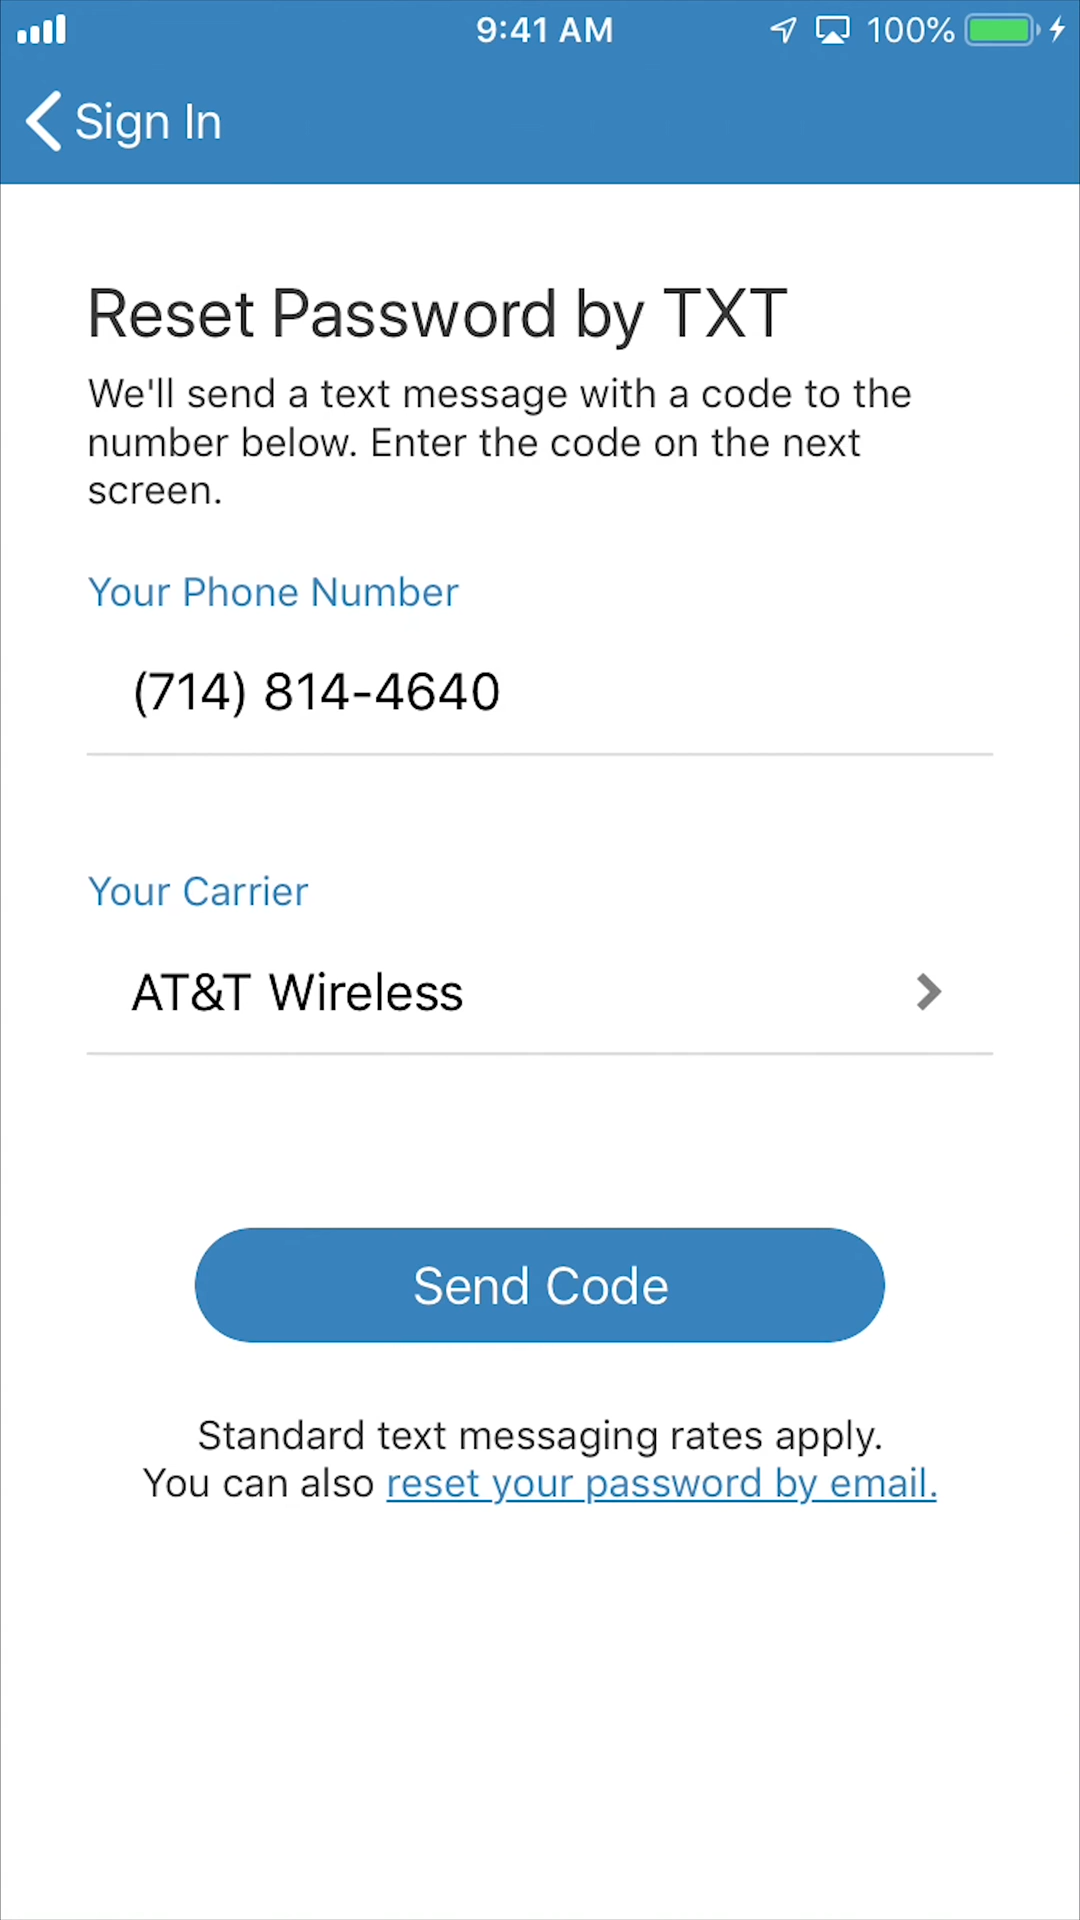 9:41 AM
100%
Sign In
Reset Password by TXT
We'll send a text message with a code to the
number below. Enter the code on the next
screen.
Your Phone Number
(714) 814-4640
Your Carrier
AT&T Wireless
Send Code
Standard text messaging rates apply.
You can also reset your password by email.